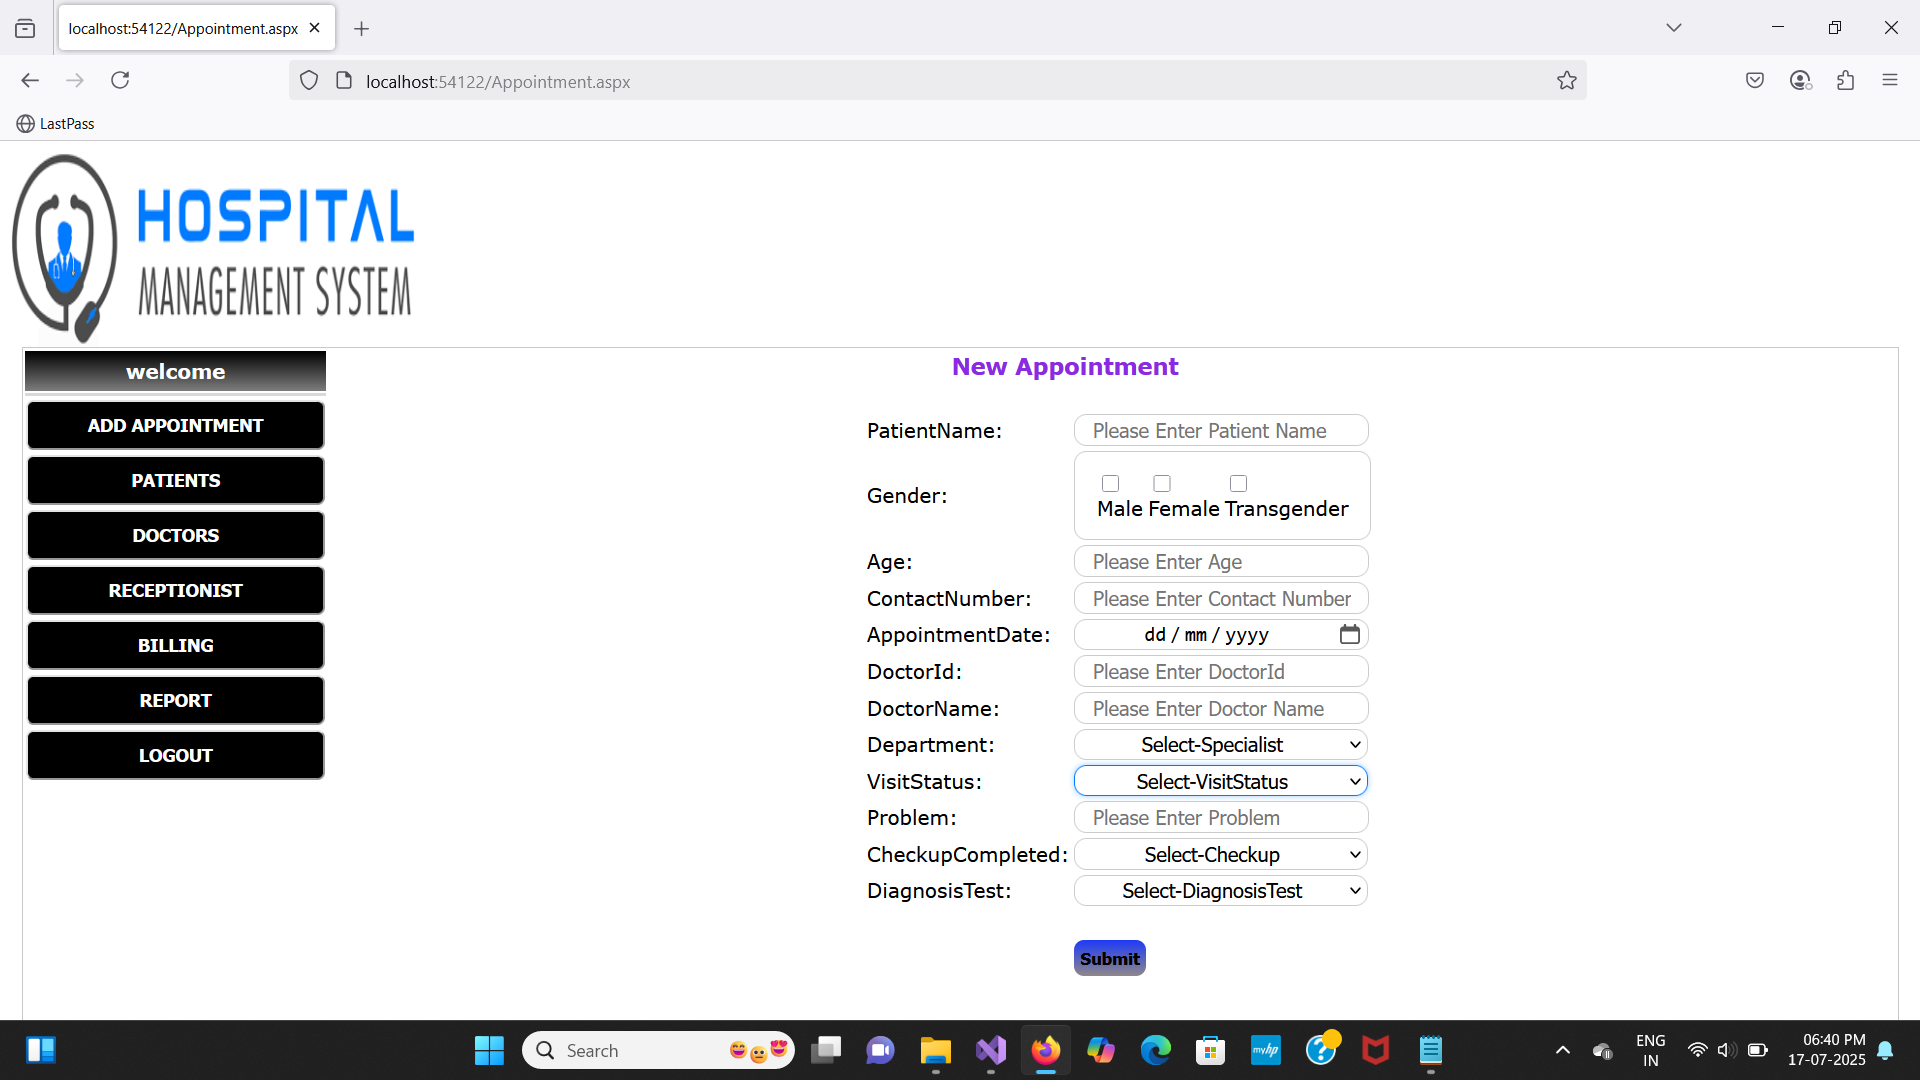 localhost:54122/Appointment.aspx
localhost:54122/Appointment.aspx
LastPass
HOSPITAL
MANAGEMENT SYSTEM
welcome
ADD APPOINTMENT
PATIENTS
DOCTORS
RECEPTIONIST
BILLING
REPORT
LOGOUT
New Appointment
PatientName: Please Enter Patient Name
Gender:
Male Female Transgender
Age: Please Enter Age
ContactNumber: Please Enter Contact Number
AppointmentDate: dd / mm / yyyy
DoctorId: Please Enter DoctorId
DoctorName: Please Enter Doctor Name
Department: Select-Specialist
VisitStatus: Select-VisitStatus
Problem: Please Enter Problem
CheckupCompleted: Select-Checkup
DiagnosisTest: Select-DiagnosisTest
Submit
Search
myhp
ENG
IN
06:40 PM
17-07-2025